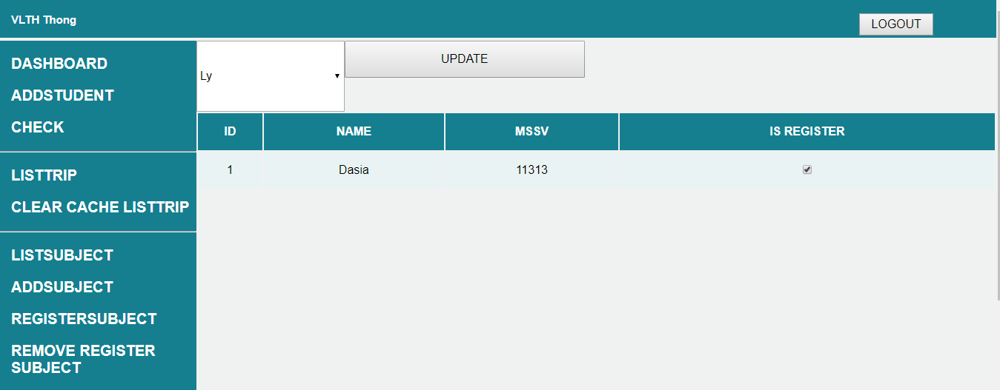 VLTH Thong
LOGOUT
DASHBOARD
ADDSTUDENT
CHECK
LISTTRIP
CLEAR CACHE LISTTRIP
LISTSUBJECT
ADDSUBJECT
REGISTERSUBJECT
REMOVE REGISTER
SUBJECT
Ly
UPDATE
ID NAME MSSV IS REGISTER
1 Dasia 11313